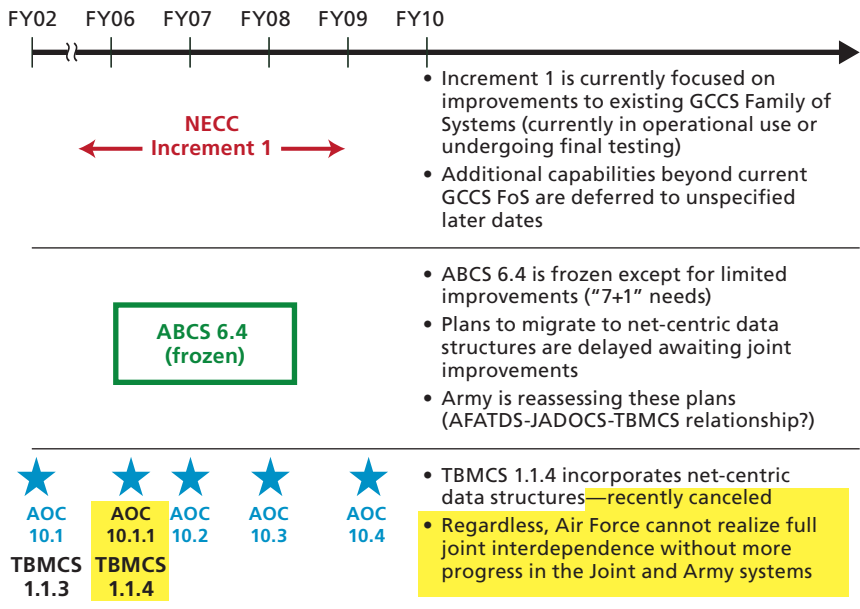 FY02 FY06 FY07 FY08 FY09 FY10
NECC
Increment 1
• Increment 1 is currently focused on
improvements to existing GCCS Family of
Systems (currently in operational use or
undergoing final testing)
• Additional capabilities beyond current
GCCS FoS are deferred to unspecified
later dates
ABCS 6.4
(frozen)
• ABCS 6.4 is frozen except for limited
improvements (“7+1” needs)
• Plans to migrate to net-centric data
structures are delayed awaiting joint
improvements
• Army is reassessing these plans
(AFATDS-JADOCS-TBMCS relationship?)
AOC
10.1
AOC
10.1.1
AOC
10.2
AOC
10.3
AOC
10.4
TBMCS
1.1.3
TBMCS
1.1.4
• TBMCS 1.1.4 incorporates net-centric
data structures—recently canceled
• Regardless, Air Force cannot realize full
joint interdependence without more
progress in the Joint and Army systems